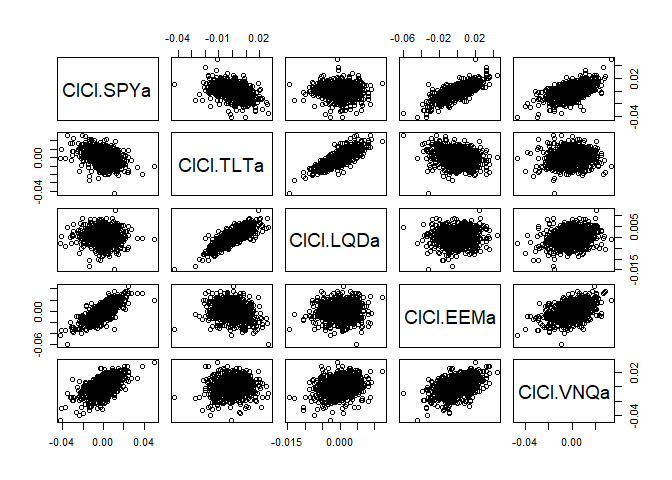 -0.04 -0.01 0.02 -0.06 -0.02 0.02
ClCl.SPYa
-0.04 0.02
-0.04 0.00
ClCl.TLTa
ClCl.LQDa
-0.015 0.005
-0.06 0.00
ClCl.EEMa
ClCl.VNQa
-0.04 0.02
-0.04 0.00 0.04 -0.015 0.000 -0.04 0.00